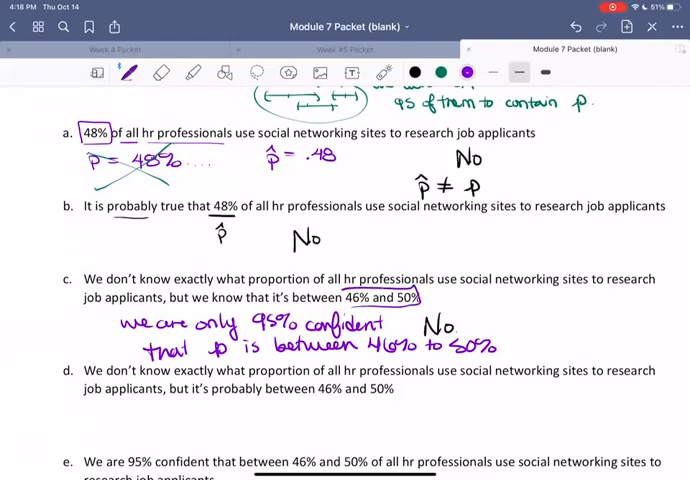 4:18 PM Thu Oct 14
51%
Module 7 Packet (blank)
Week 4 Packet
Week #5 Packet
Module 7 Packet (blank)
95 of them to contain p.
a. 48% of all hr professionals use social networking sites to research job applicants
p = 48% ....
p̂ = .48
No
p̂ ≠ p
b. It is probably true that 48% of all hr professionals use social networking sites to research job applicants
p̂
No
c. We don't know exactly what proportion of all hr professionals use social networking sites to research
job applicants, but we know that it's between 46% and 50%
we are only 95% confident
No.
that p is between 46% to 50%
d. We don't know exactly what proportion of all hr professionals use social networking sites to research
job applicants, but it's probably between 46% and 50%
e. We are 95% confident that between 46% and 50% of all hr professionals use social networking sites to
research job applicants